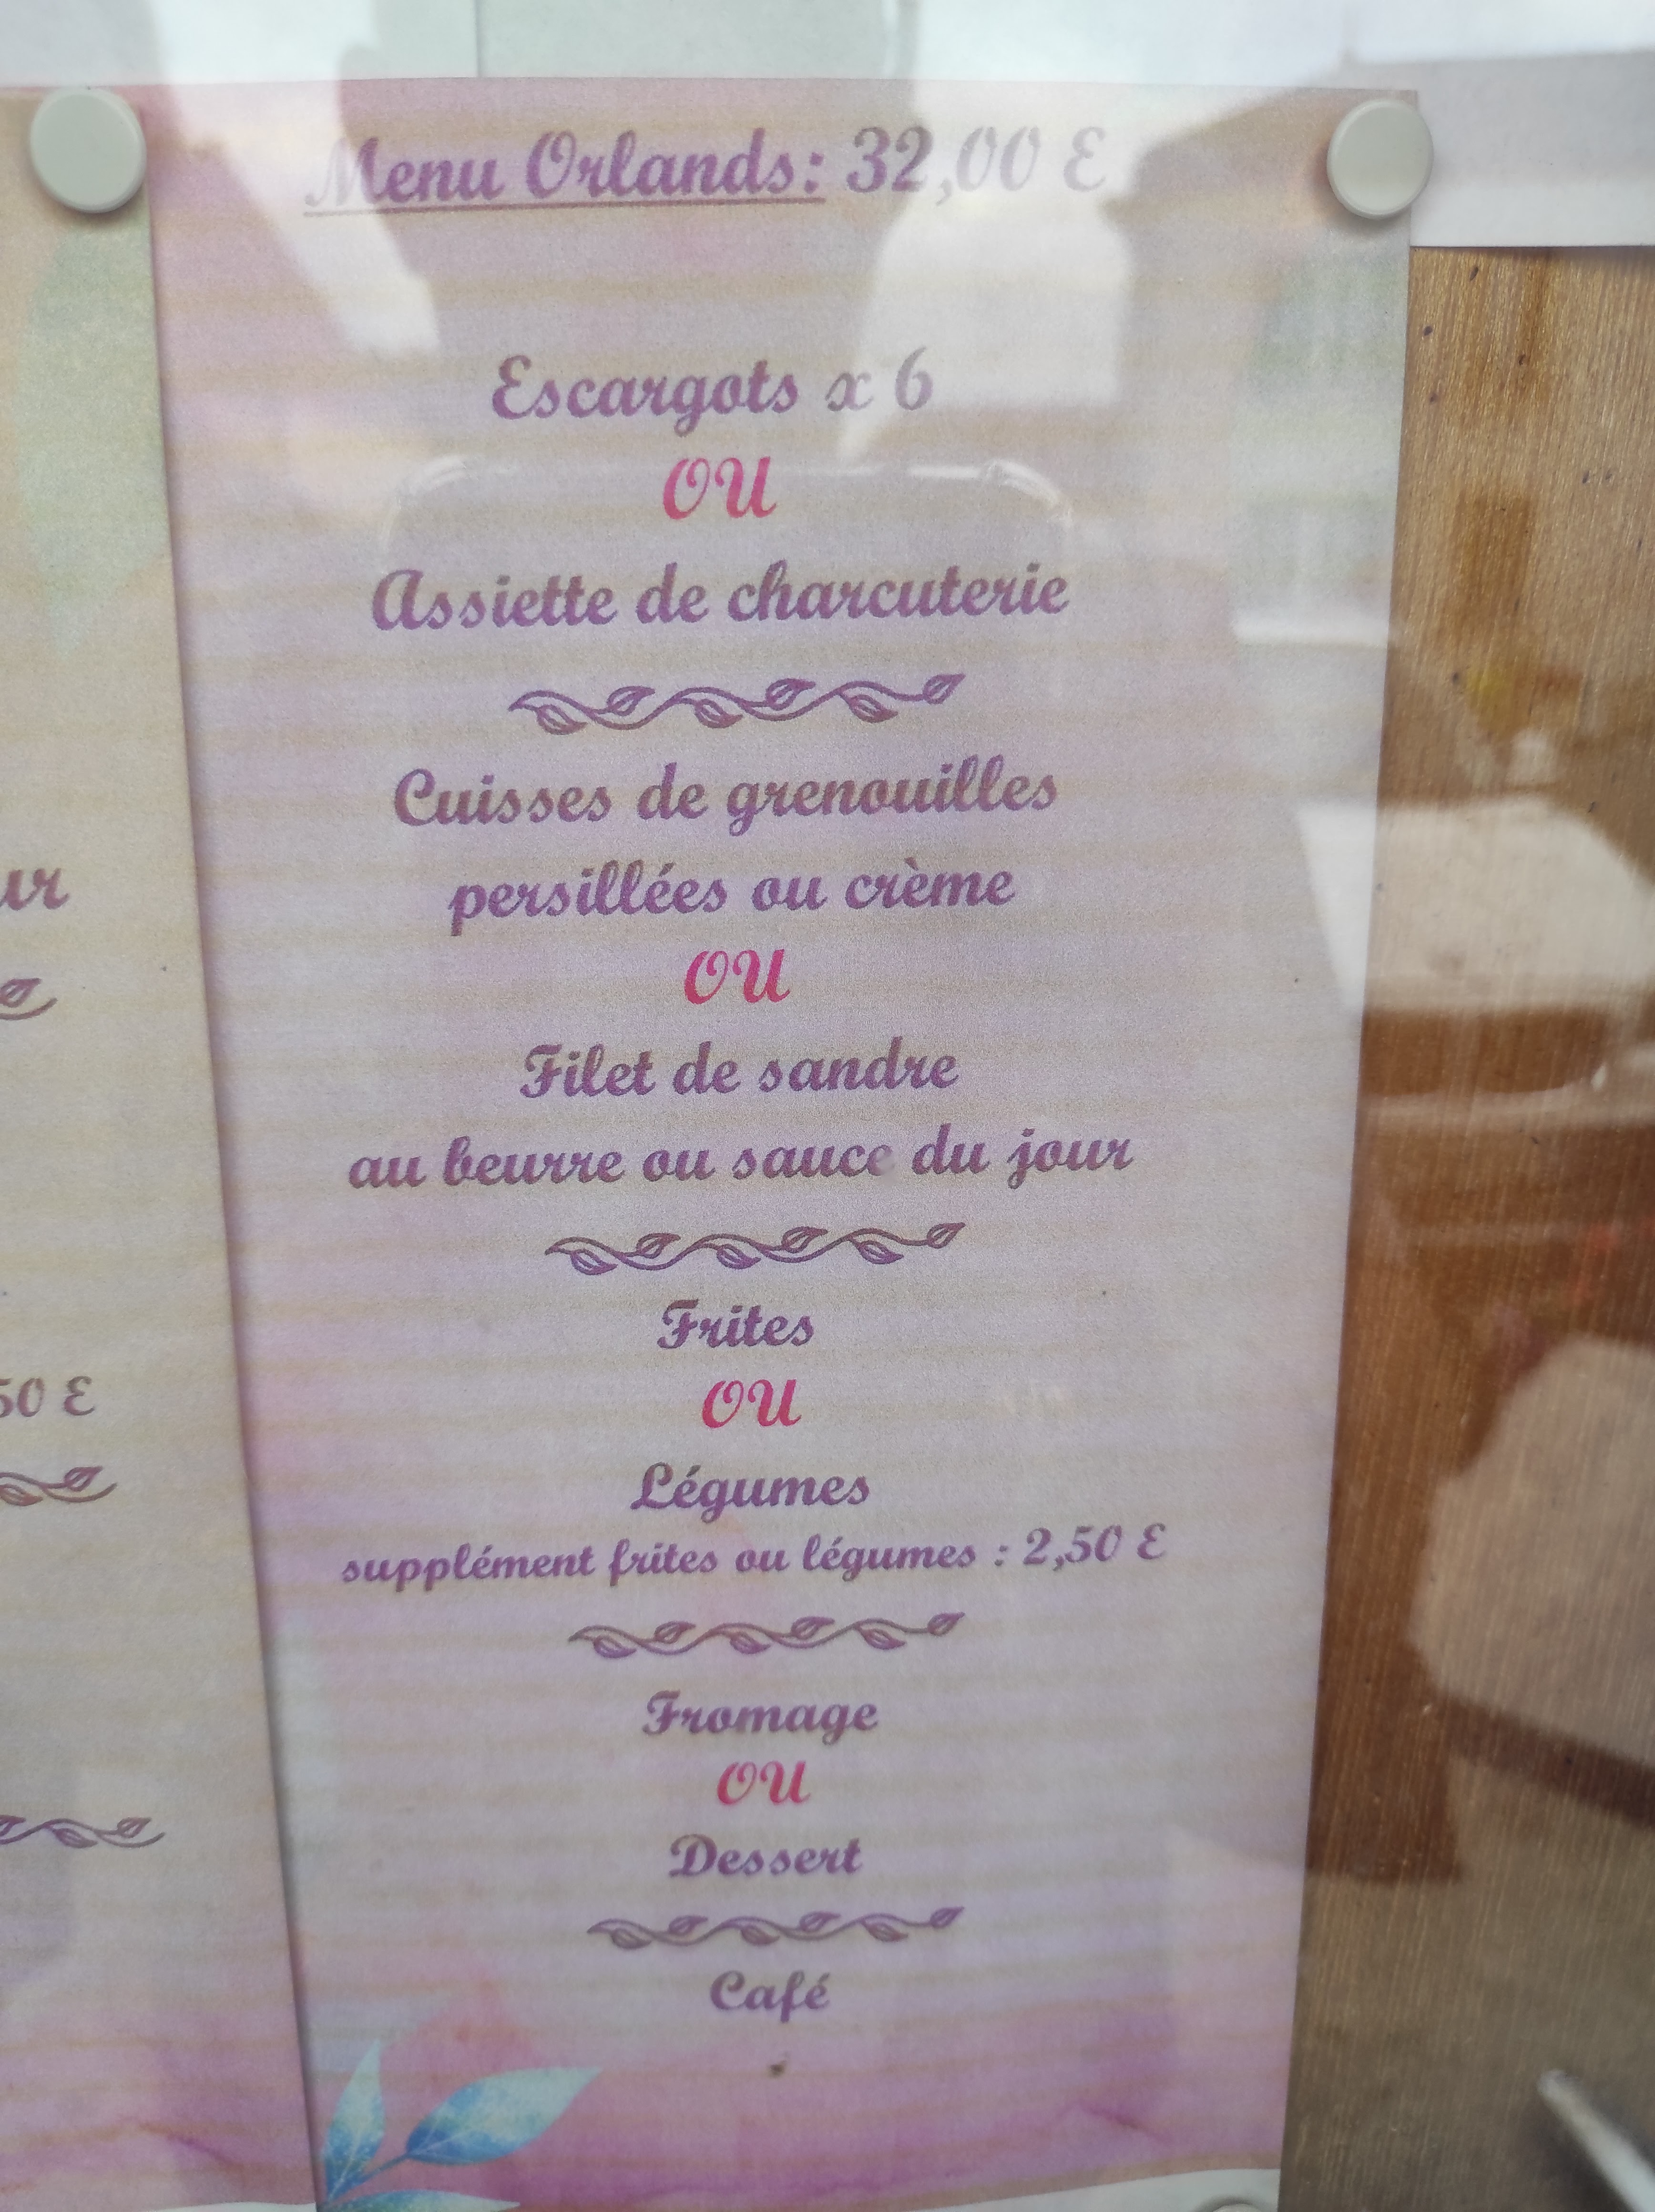 Menu Orlands: 32,00 €
Escargots x 6
OU
Assiette de charcuterie
Cuisses de grenouilles
persillées ou crème
OU
Filet de sandre
au beurre ou sauce du jour
Frites
OU
Légumes
supplément frites ou légumes : 2,50 €
Fromage
OU
Dessert
Café
ur
50 €